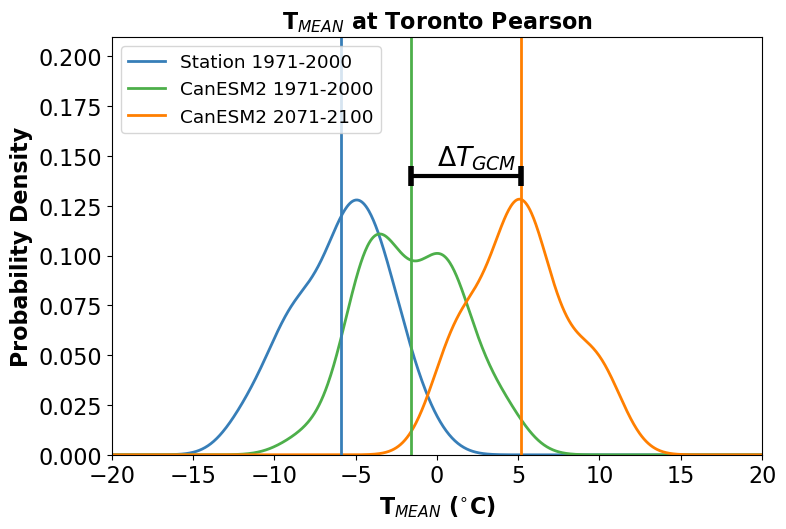 T_MEAN at Toronto Pearson
Station 1971-2000
CanESM2 1971-2000
CanESM2 2071-2100
ΔT_GCM
Probability Density
0.200
0.175
0.150
0.125
0.100
0.075
0.050
0.025
0.000
−20 −15 −10 −5 0 5 10 15 20
T_MEAN (°C)